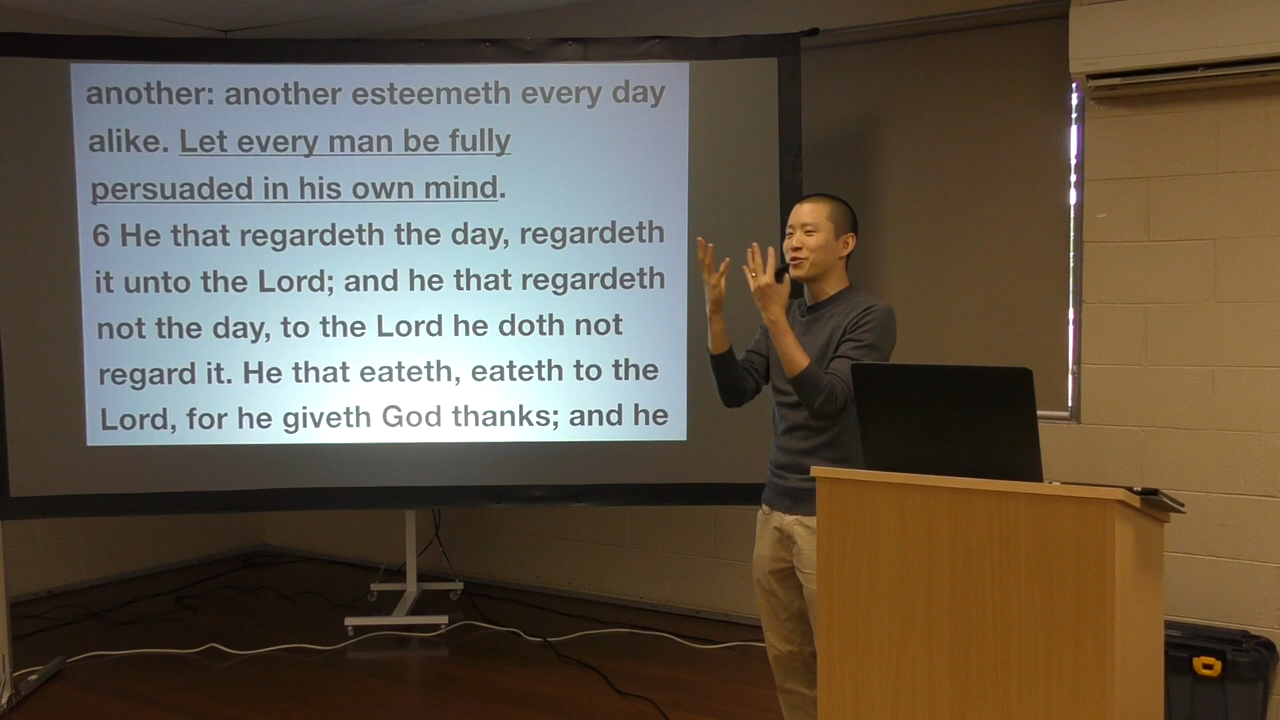 another: another esteemeth every day
alike. Let every man be fully
persuaded in his own mind.
6 He that regardeth the day, regardeth
it unto the Lord; and he that regardeth
not the day, to the Lord he doth not
regard it. He that eateth, eateth to the
Lord, for he giveth God thanks; and he